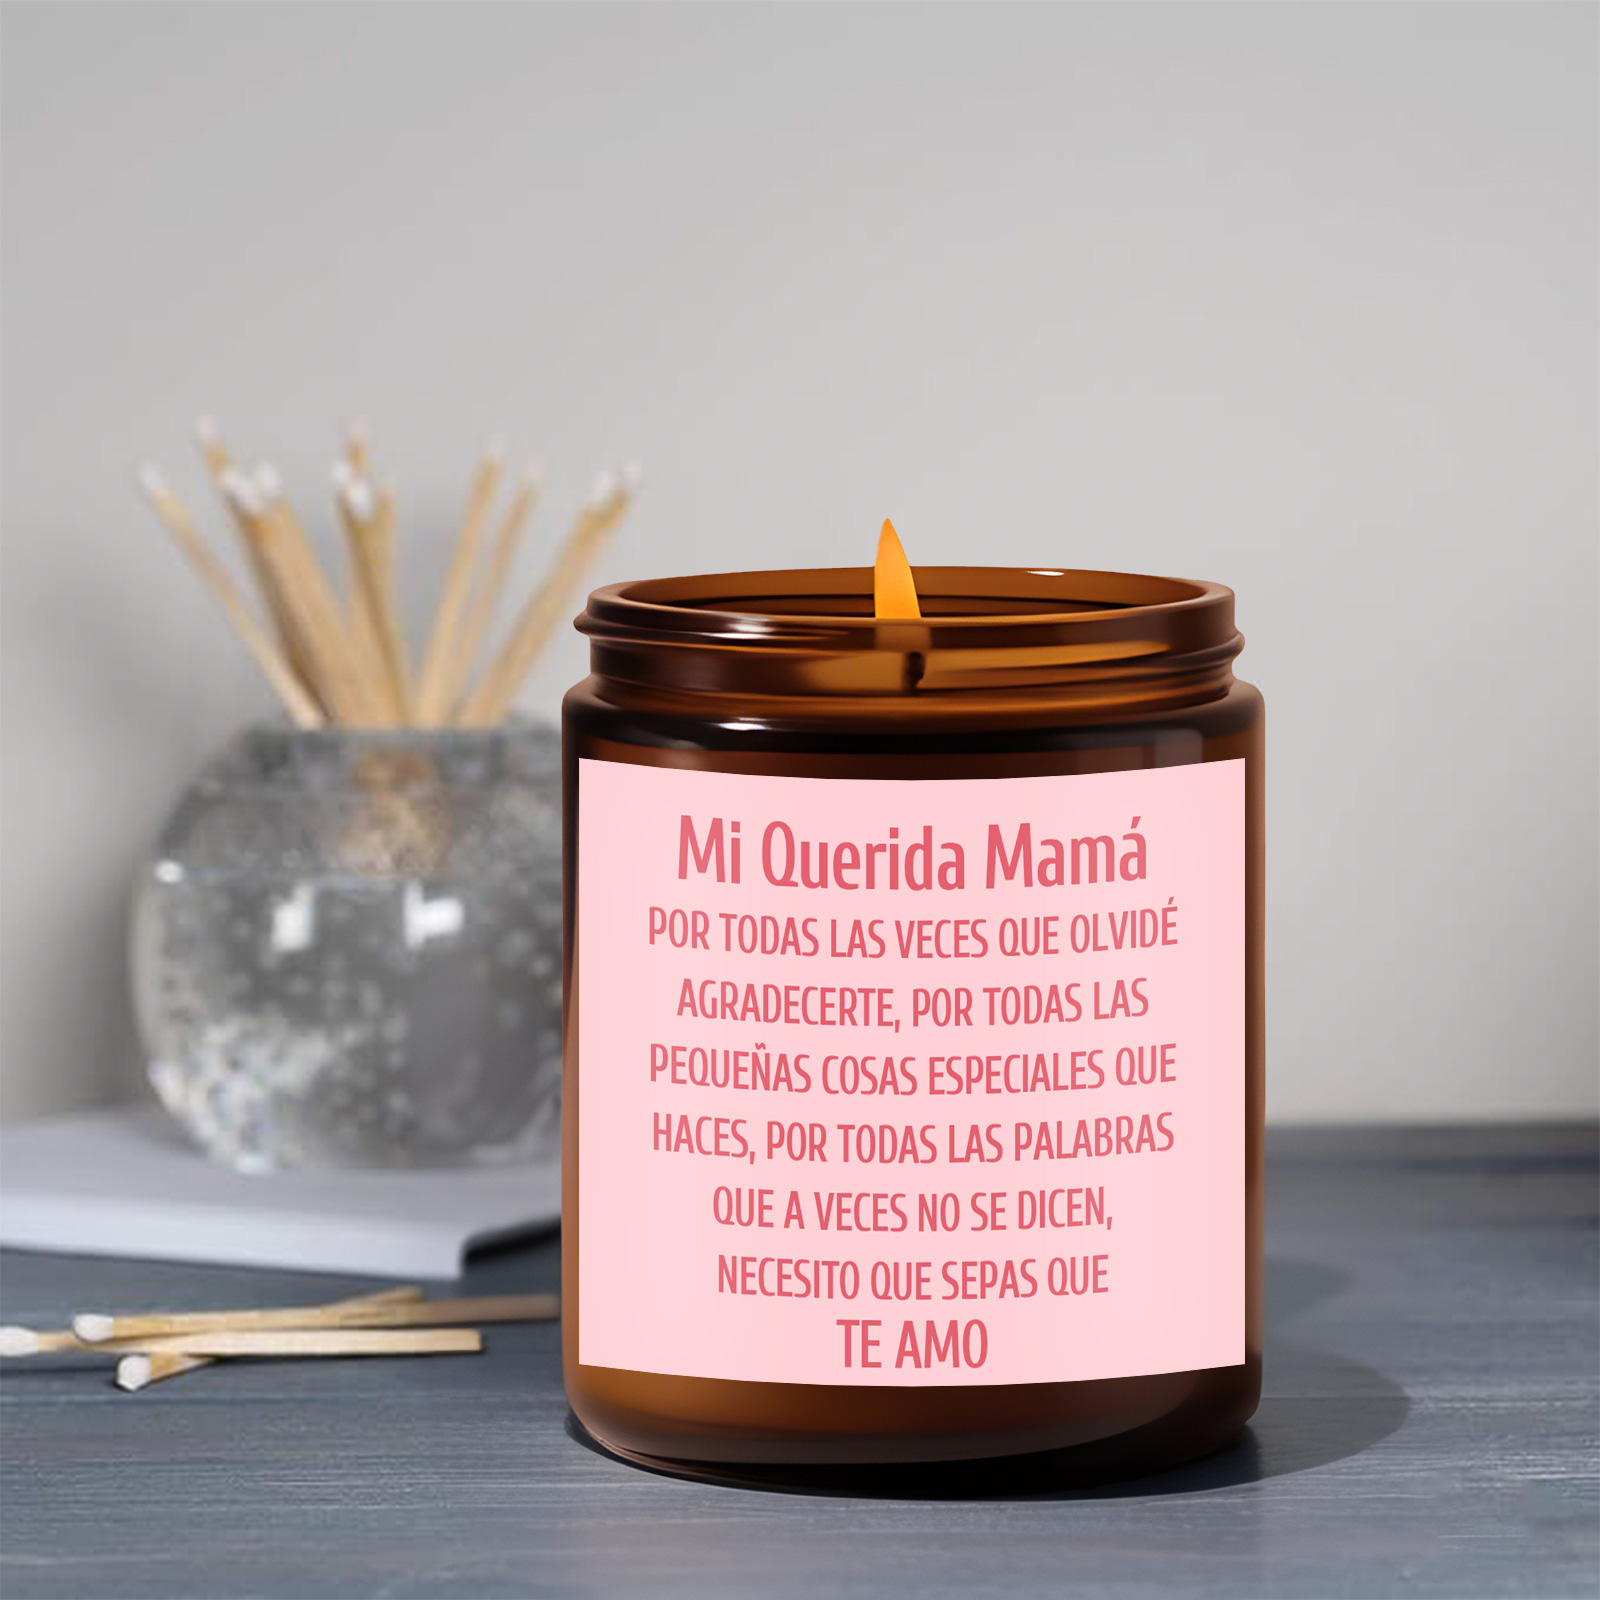 Mi Querida Mamá
POR TODAS LAS VECES QUE OLVIDÉ
AGRADECERTE, POR TODAS LAS
PEQUEÑAS COSAS ESPECIALES QUE
HACES, POR TODAS LAS PALABRAS
QUE A VECES NO SE DICEN,
NECESITO QUE SEPAS QUE
TE AMO